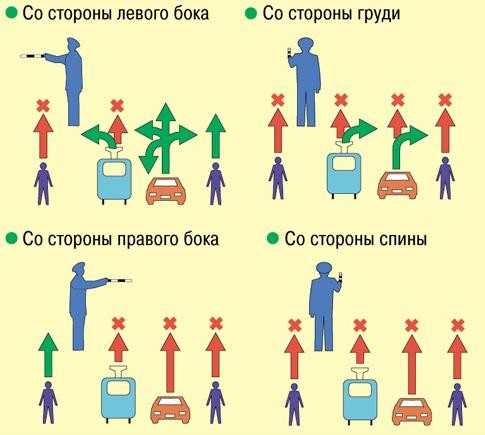 Со стороны левого бока
Со стороны груди
Со стороны правого бока
Со стороны спины